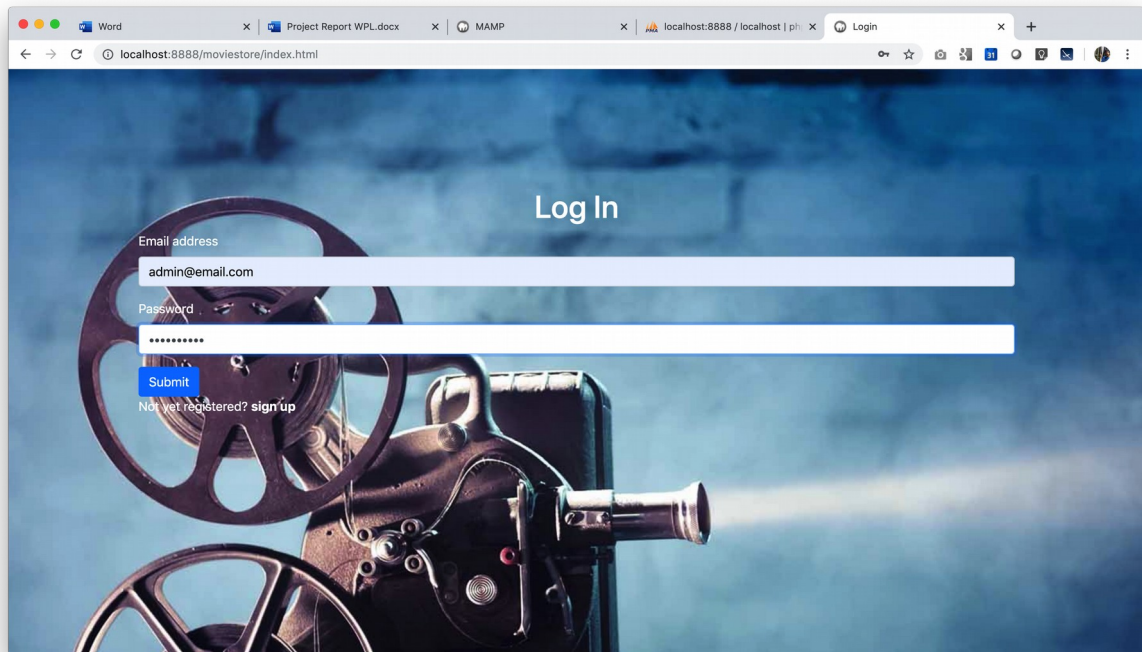 Word
Project Report WPL.docx
MAMP
localhost:8888 / localhost | ph
Login
localhost:8888/moviestore/index.html
31
Log In
Email address
admin@email.com
Password
••••••••••
Submit
Not yet registered? sign up